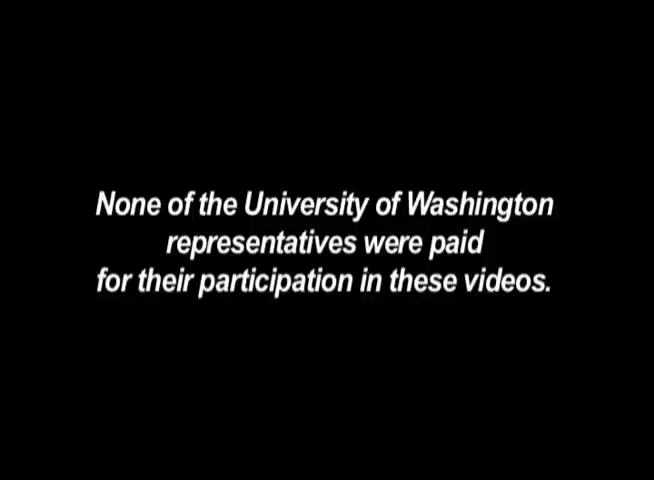 None of the University of Washington
representatives were paid
for their participation in these videos.